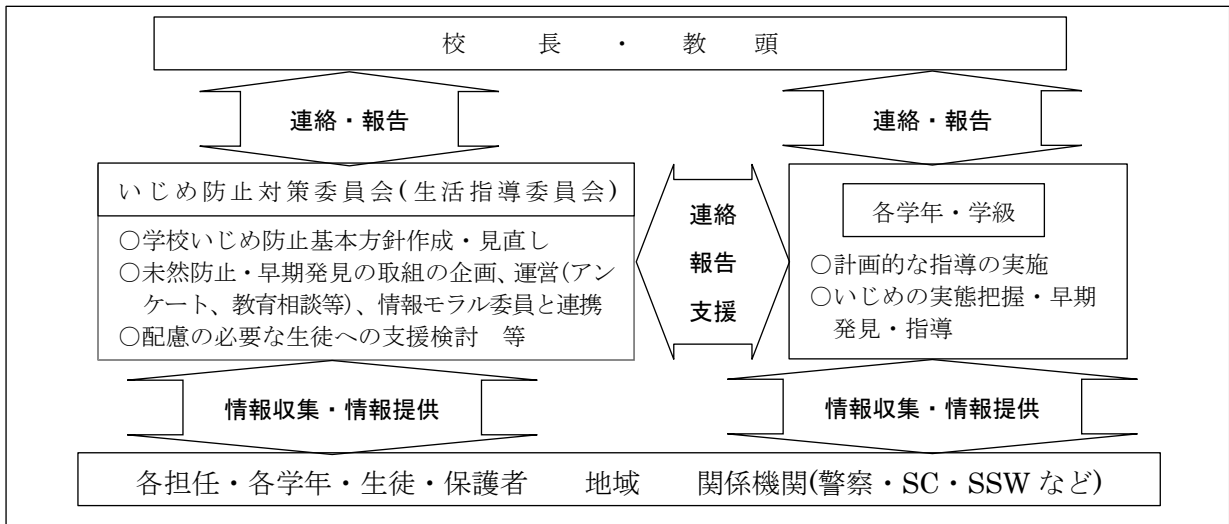 校長・教頭
連絡・報告
連絡・報告
いじめ防止対策委員会(生活指導委員会)
○学校いじめ防止基本方針作成・見直し
○未然防止・早期発見の取組の企画、運営(アン
ケート、教育相談等)、情報モラル委員と連携
○配慮の必要な生徒への支援検討　等
連絡
報告
支援
各学年・学級
○計画的な指導の実施
○いじめの実態把握・早期
発見・指導
情報収集・情報提供
情報収集・情報提供
各担任・各学年・生徒・保護者　地域　関係機関(警察・SC・SSW など)